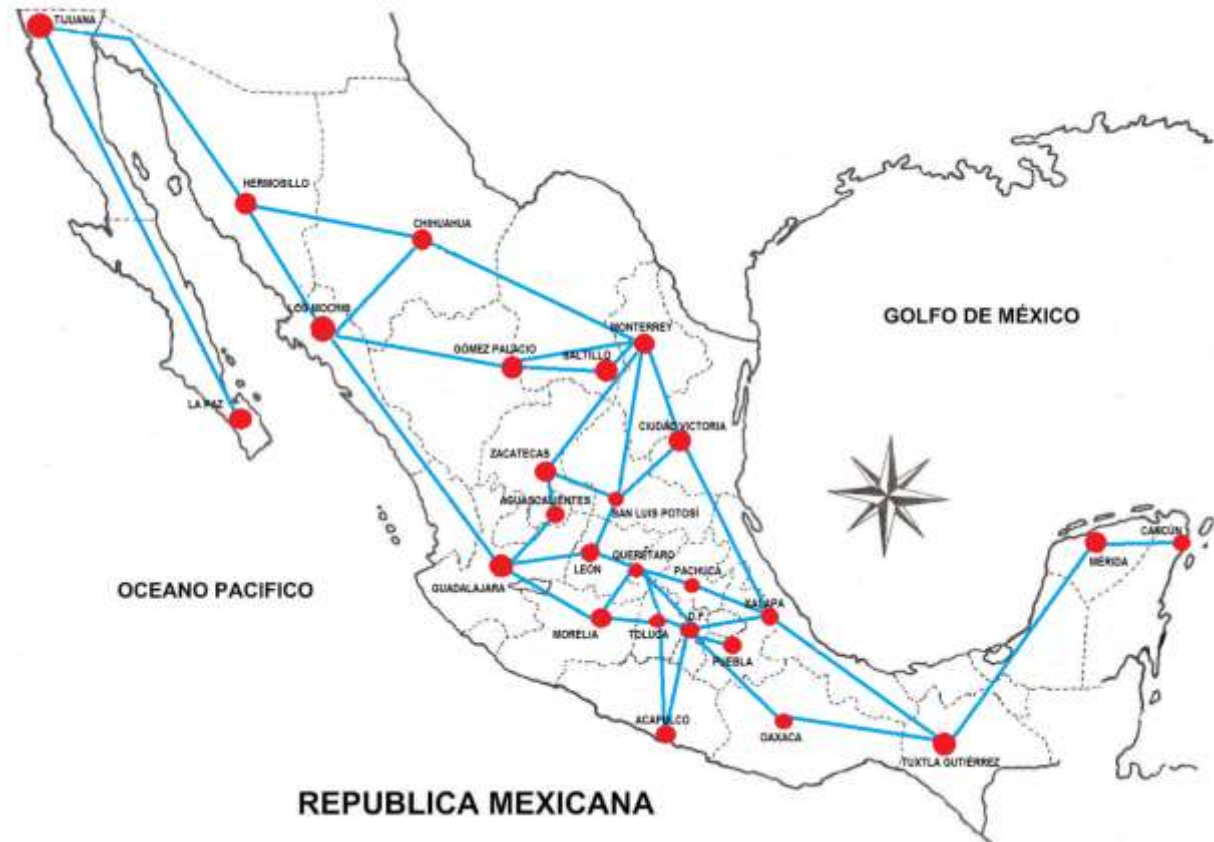 TIJUANA
HERMOSILLO
CHIHUAHUA
LOS MOCHIS
MONTERREY
GOLFO DE MÉXICO
GÓMEZ PALACIO
SALTILLO
LA PAZ
CIUDAD VICTORIA
ZACATECAS
AGUASCALIENTES
SAN LUIS POTOSÍ
CANCÚN
QUERÉTARO
MÉRIDA
LEÓN
PACHUCA
OCEANO PACIFICO
GUADALAJARA
XALAPA
D.F.
MORELIA
TOLUCA
PUEBLA
ACAPULCO
OAXACA
TUXTLA GUTIÉRREZ
REPUBLICA MEXICANA